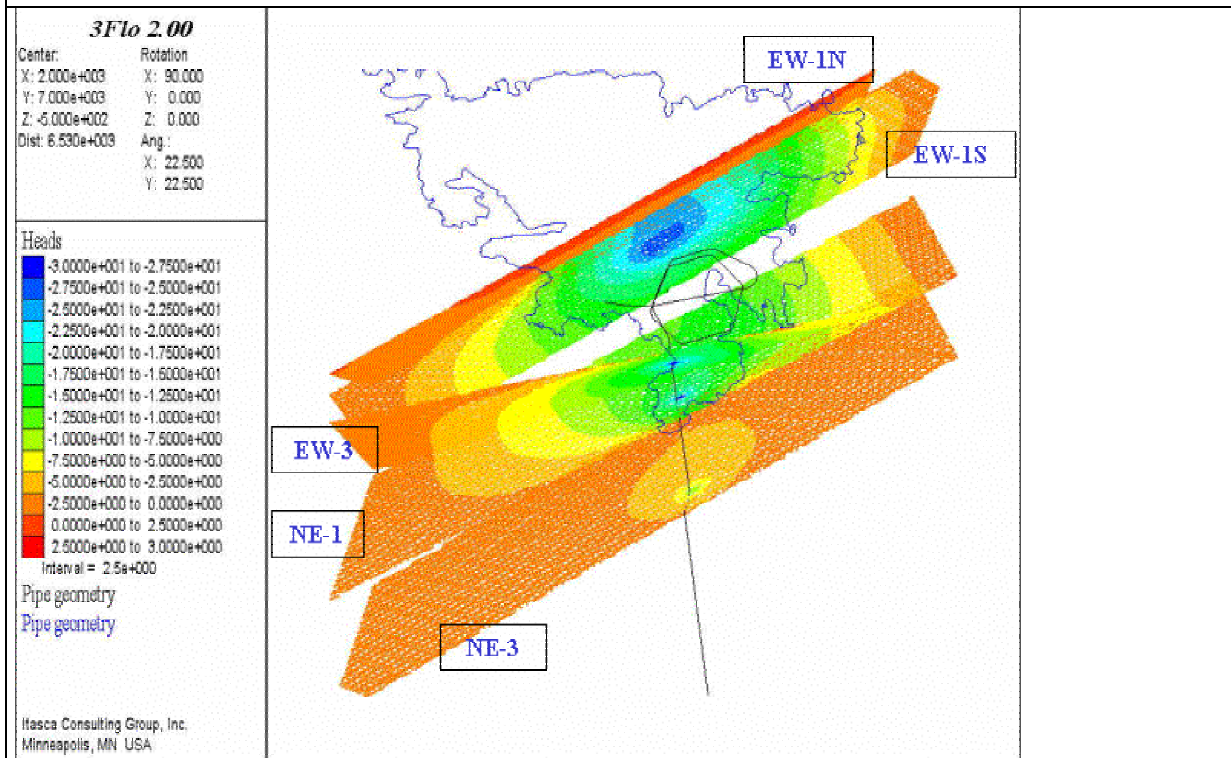 3Flo 2.00
Center: Rotation
X: 2.000e+003 X: 90.000
Y: 7.000e+003 Y: 0.000
Z: -5.000e+002 Z: 0.000
Dist: 6.530e+003 Ang.:
X: 22.500
Y: 22.500
Heads
-3.0000e+001 to -2.7500e+001
-2.7500e+001 to -2.5000e+001
-2.5000e+001 to -2.2500e+001
-2.2500e+001 to -2.0000e+001
-2.0000e+001 to -1.7500e+001
-1.7500e+001 to -1.5000e+001
-1.5000e+001 to -1.2500e+001
-1.2500e+001 to -1.0000e+001
-1.0000e+001 to -7.5000e+000
-7.5000e+000 to -5.0000e+000
-5.0000e+000 to -2.5000e+000
-2.5000e+000 to 0.0000e+000
0.0000e+000 to 2.5000e+000
2.5000e+000 to 3.0000e+000
Interval = 2.5e+000
Pipe geometry
Pipe geometry
Itasca Consulting Group, Inc.
Minneapolis, MN USA
EW-1N
EW-1S
EW-3
NE-1
NE-3